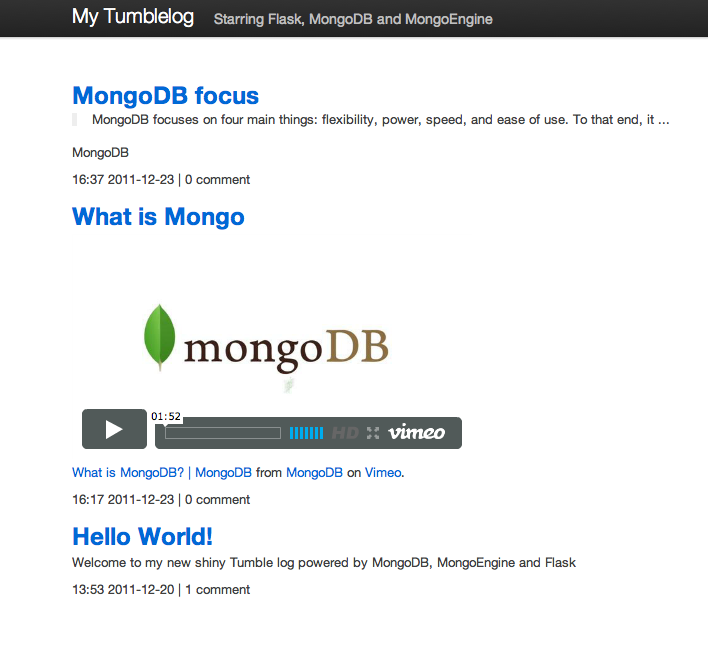 My Tumblelog Starring Flask, MongoDB and MongoEngine
MongoDB focus
MongoDB focuses on four main things: flexibility, power, speed, and ease of use. To that end, it ...
MongoDB
16:37 2011-12-23 | 0 comment
What is Mongo
mongoDB
01:52
HD vimeo
What is MongoDB? | MongoDB from MongoDB on Vimeo.
16:17 2011-12-23 | 0 comment
Hello World!
Welcome to my new shiny Tumble log powered by MongoDB, MongoEngine and Flask
13:53 2011-12-20 | 1 comment